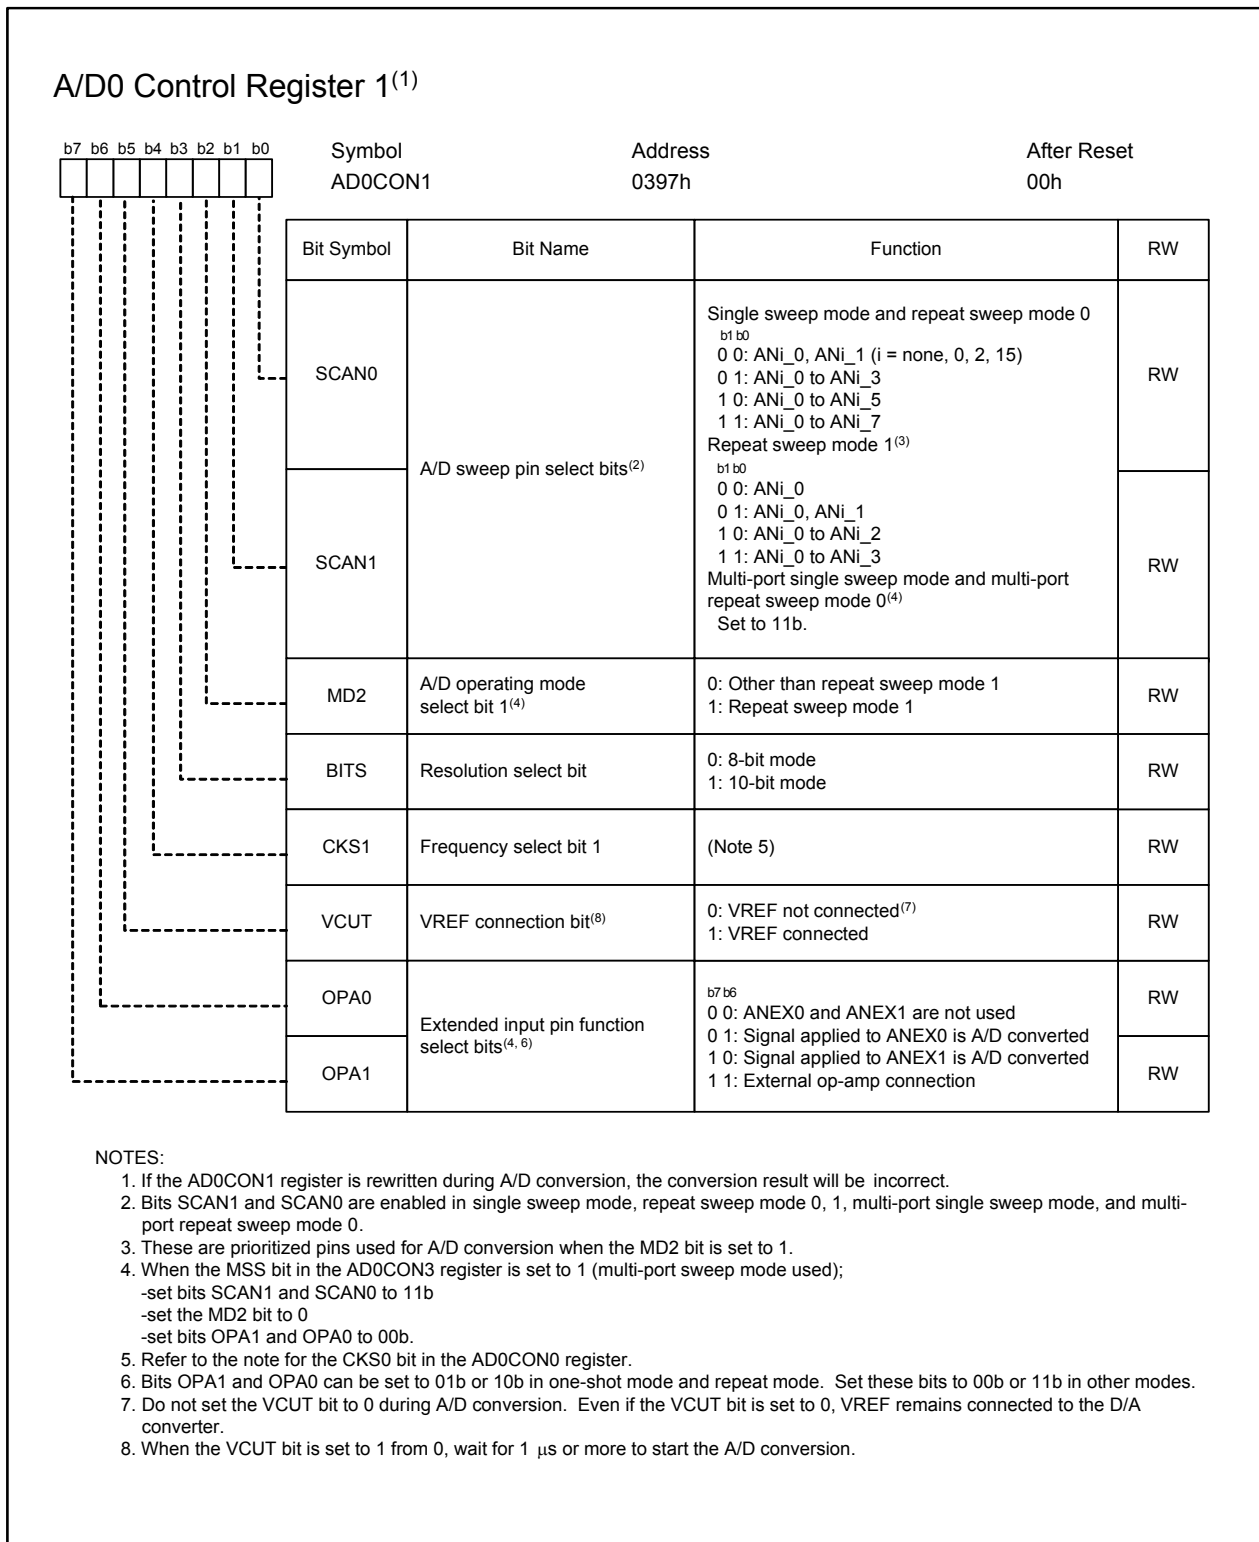 A/D0 Control Register 1(1)
b7 b6 b5 b4 b3 b2 b1 b0
Symbol Address After Reset
AD0CON1 0397h 00h
Bit Symbol Bit Name Function RW
SCAN0
SCAN1
A/D sweep pin select bits(2)
Single sweep mode and repeat sweep mode 0
b1 b0
0 0: ANi_0, ANi_1 (i = none, 0, 2, 15)
0 1: ANi_0 to ANi_3
1 0: ANi_0 to ANi_5
1 1: ANi_0 to ANi_7
Repeat sweep mode 1(3)
b1 b0
0 0: ANi_0
0 1: ANi_0, ANi_1
1 0: ANi_0 to ANi_2
1 1: ANi_0 to ANi_3
Multi-port single sweep mode and multi-port
repeat sweep mode 0(4)
Set to 11b.
RW
RW
MD2
A/D operating mode
select bit 1(4)
0: Other than repeat sweep mode 1
1: Repeat sweep mode 1
RW
BITS
Resolution select bit
0: 8-bit mode
1: 10-bit mode
RW
CKS1 Frequency select bit 1 (Note 5) RW
VCUT
VREF connection bit(8)
0: VREF not connected(7)
1: VREF connected
RW
OPA0
OPA1
Extended input pin function
select bits(4, 6)
b7 b6
0 0: ANEX0 and ANEX1 are not used
0 1: Signal applied to ANEX0 is A/D converted
1 0: Signal applied to ANEX1 is A/D converted
1 1: External op-amp connection
RW
RW
NOTES:
1. If the AD0CON1 register is rewritten during A/D conversion, the conversion result will be incorrect.
2. Bits SCAN1 and SCAN0 are enabled in single sweep mode, repeat sweep mode 0, 1, multi-port single sweep mode, and multi-
port repeat sweep mode 0.
3. These are prioritized pins used for A/D conversion when the MD2 bit is set to 1.
4. When the MSS bit in the AD0CON3 register is set to 1 (multi-port sweep mode used);
-set bits SCAN1 and SCAN0 to 11b
-set the MD2 bit to 0
-set bits OPA1 and OPA0 to 00b.
5. Refer to the note for the CKS0 bit in the AD0CON0 register.
6. Bits OPA1 and OPA0 can be set to 01b or 10b in one-shot mode and repeat mode. Set these bits to 00b or 11b in other modes.
7. Do not set the VCUT bit to 0 during A/D conversion. Even if the VCUT bit is set to 0, VREF remains connected to the D/A
converter.
8. When the VCUT bit is set to 1 from 0, wait for 1 μs or more to start the A/D conversion.